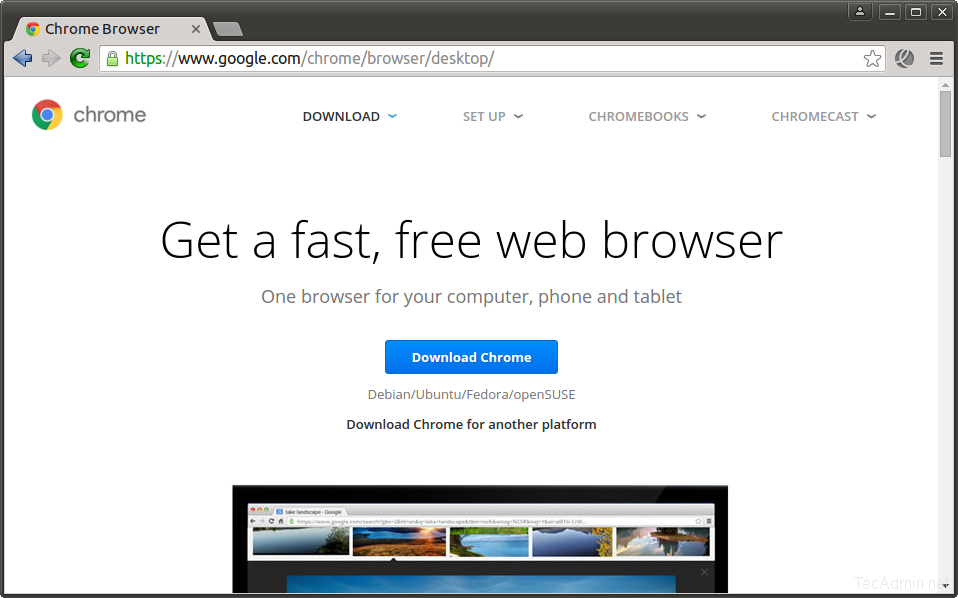 Chrome Browser
https://www.google.com/chrome/browser/desktop/
chrome
DOWNLOAD
SET UP
CHROMEBOOKS
CHROMECAST
Get a fast, free web browser
One browser for your computer, phone and tablet
Download Chrome
Debian/Ubuntu/Fedora/openSUSE
Download Chrome for another platform
lake landscape - Google
TecAdmin.net